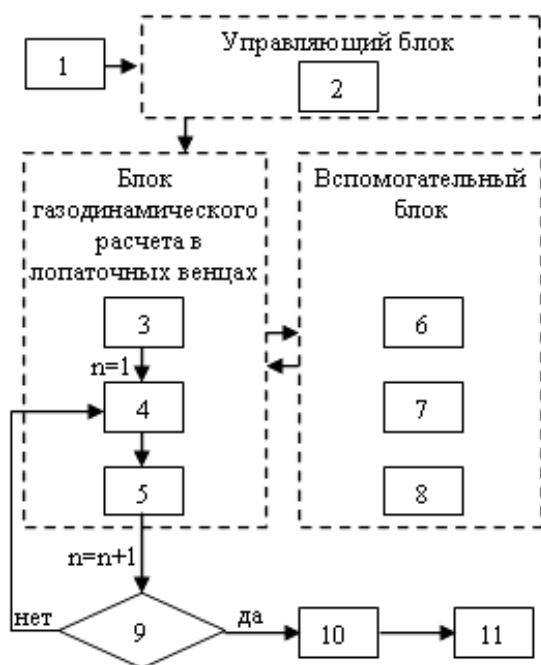 1
Управляющий блок
2
Блок
газодинамического
расчета в
лопаточных венцах
3
n=1
4
5
Вспомогательный
блок
6
7
8
n=n+1
нет
9
да
10
11